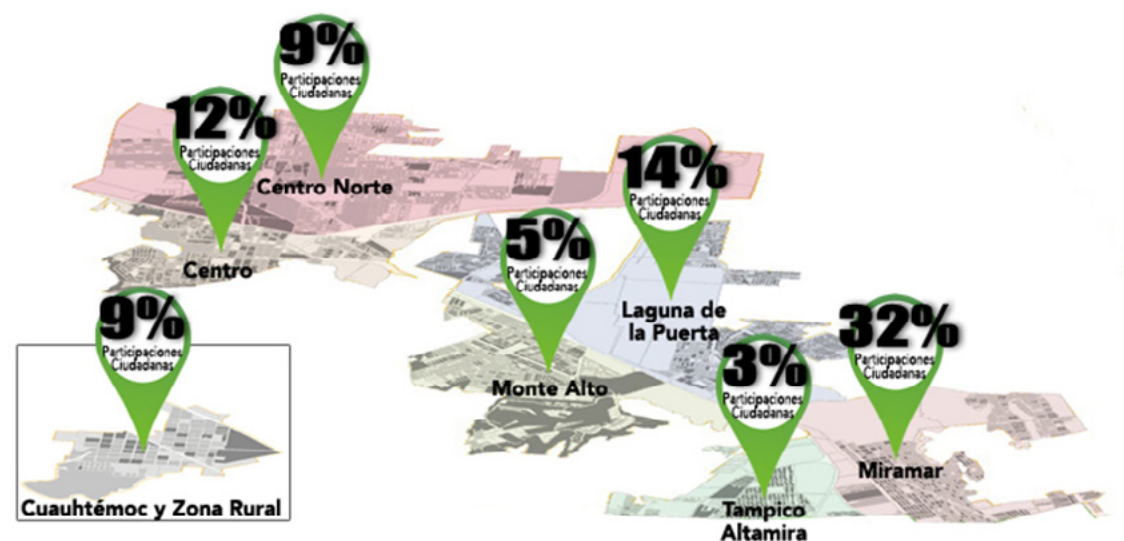 9%
Participaciones
Ciudadanas
Centro Norte
12%
Participaciones
Ciudadanas
Centro
14%
Participaciones
Ciudadanas
Laguna de
la Puerta
5%
Participaciones
Ciudadanas
Monte Alto
9%
Participaciones
Ciudadanas
Cuauhtémoc y Zona Rural
3%
Participaciones
Ciudadanas
Tampico
Altamira
32%
Participaciones
Ciudadanas
Miramar